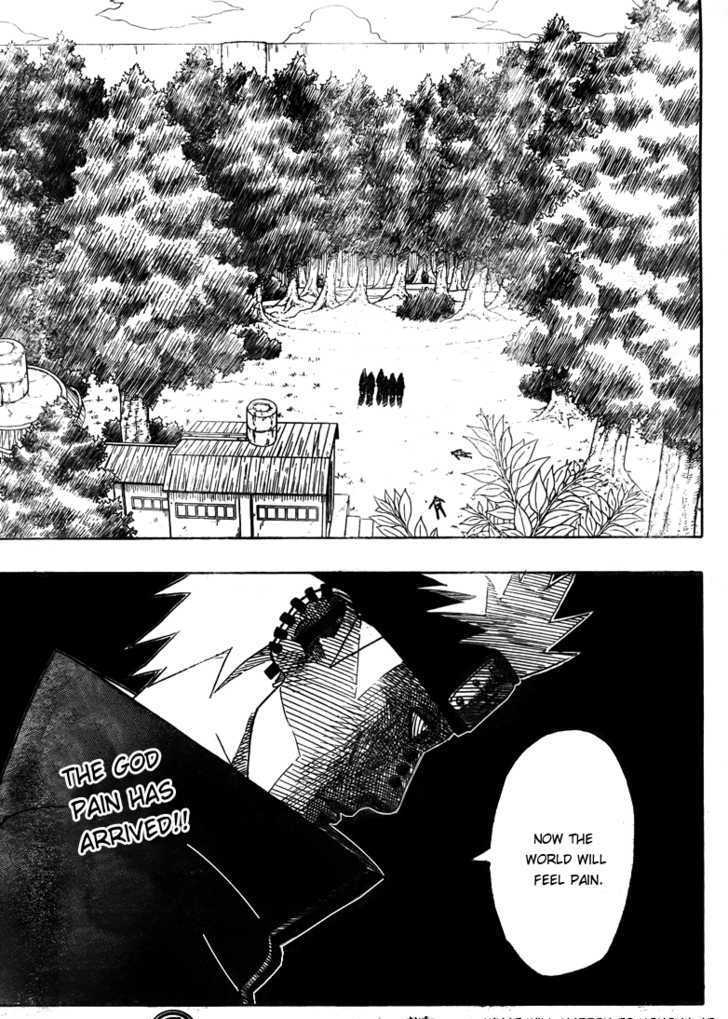 THE GOD
PAIN HAS
ARRIVED!!
NOW THE
WORLD WILL
FEEL PAIN.